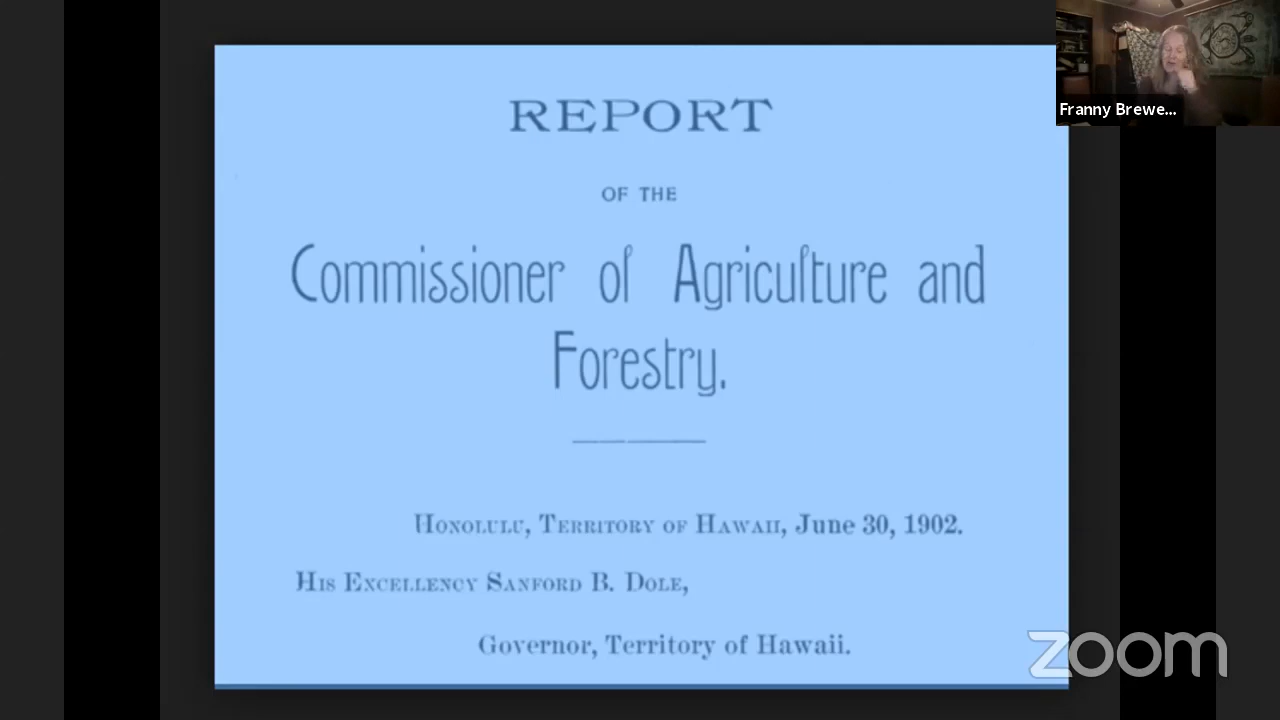 REPORT
OF THE
Commissioner of Agriculture and
Forestry.
HONOLULU, TERRITORY OF HAWAII, June 30, 1902.
HIS EXCELLENCY SANFORD B. DOLE,
Governor, Territory of Hawaii.
Franny Brewe...
zoom